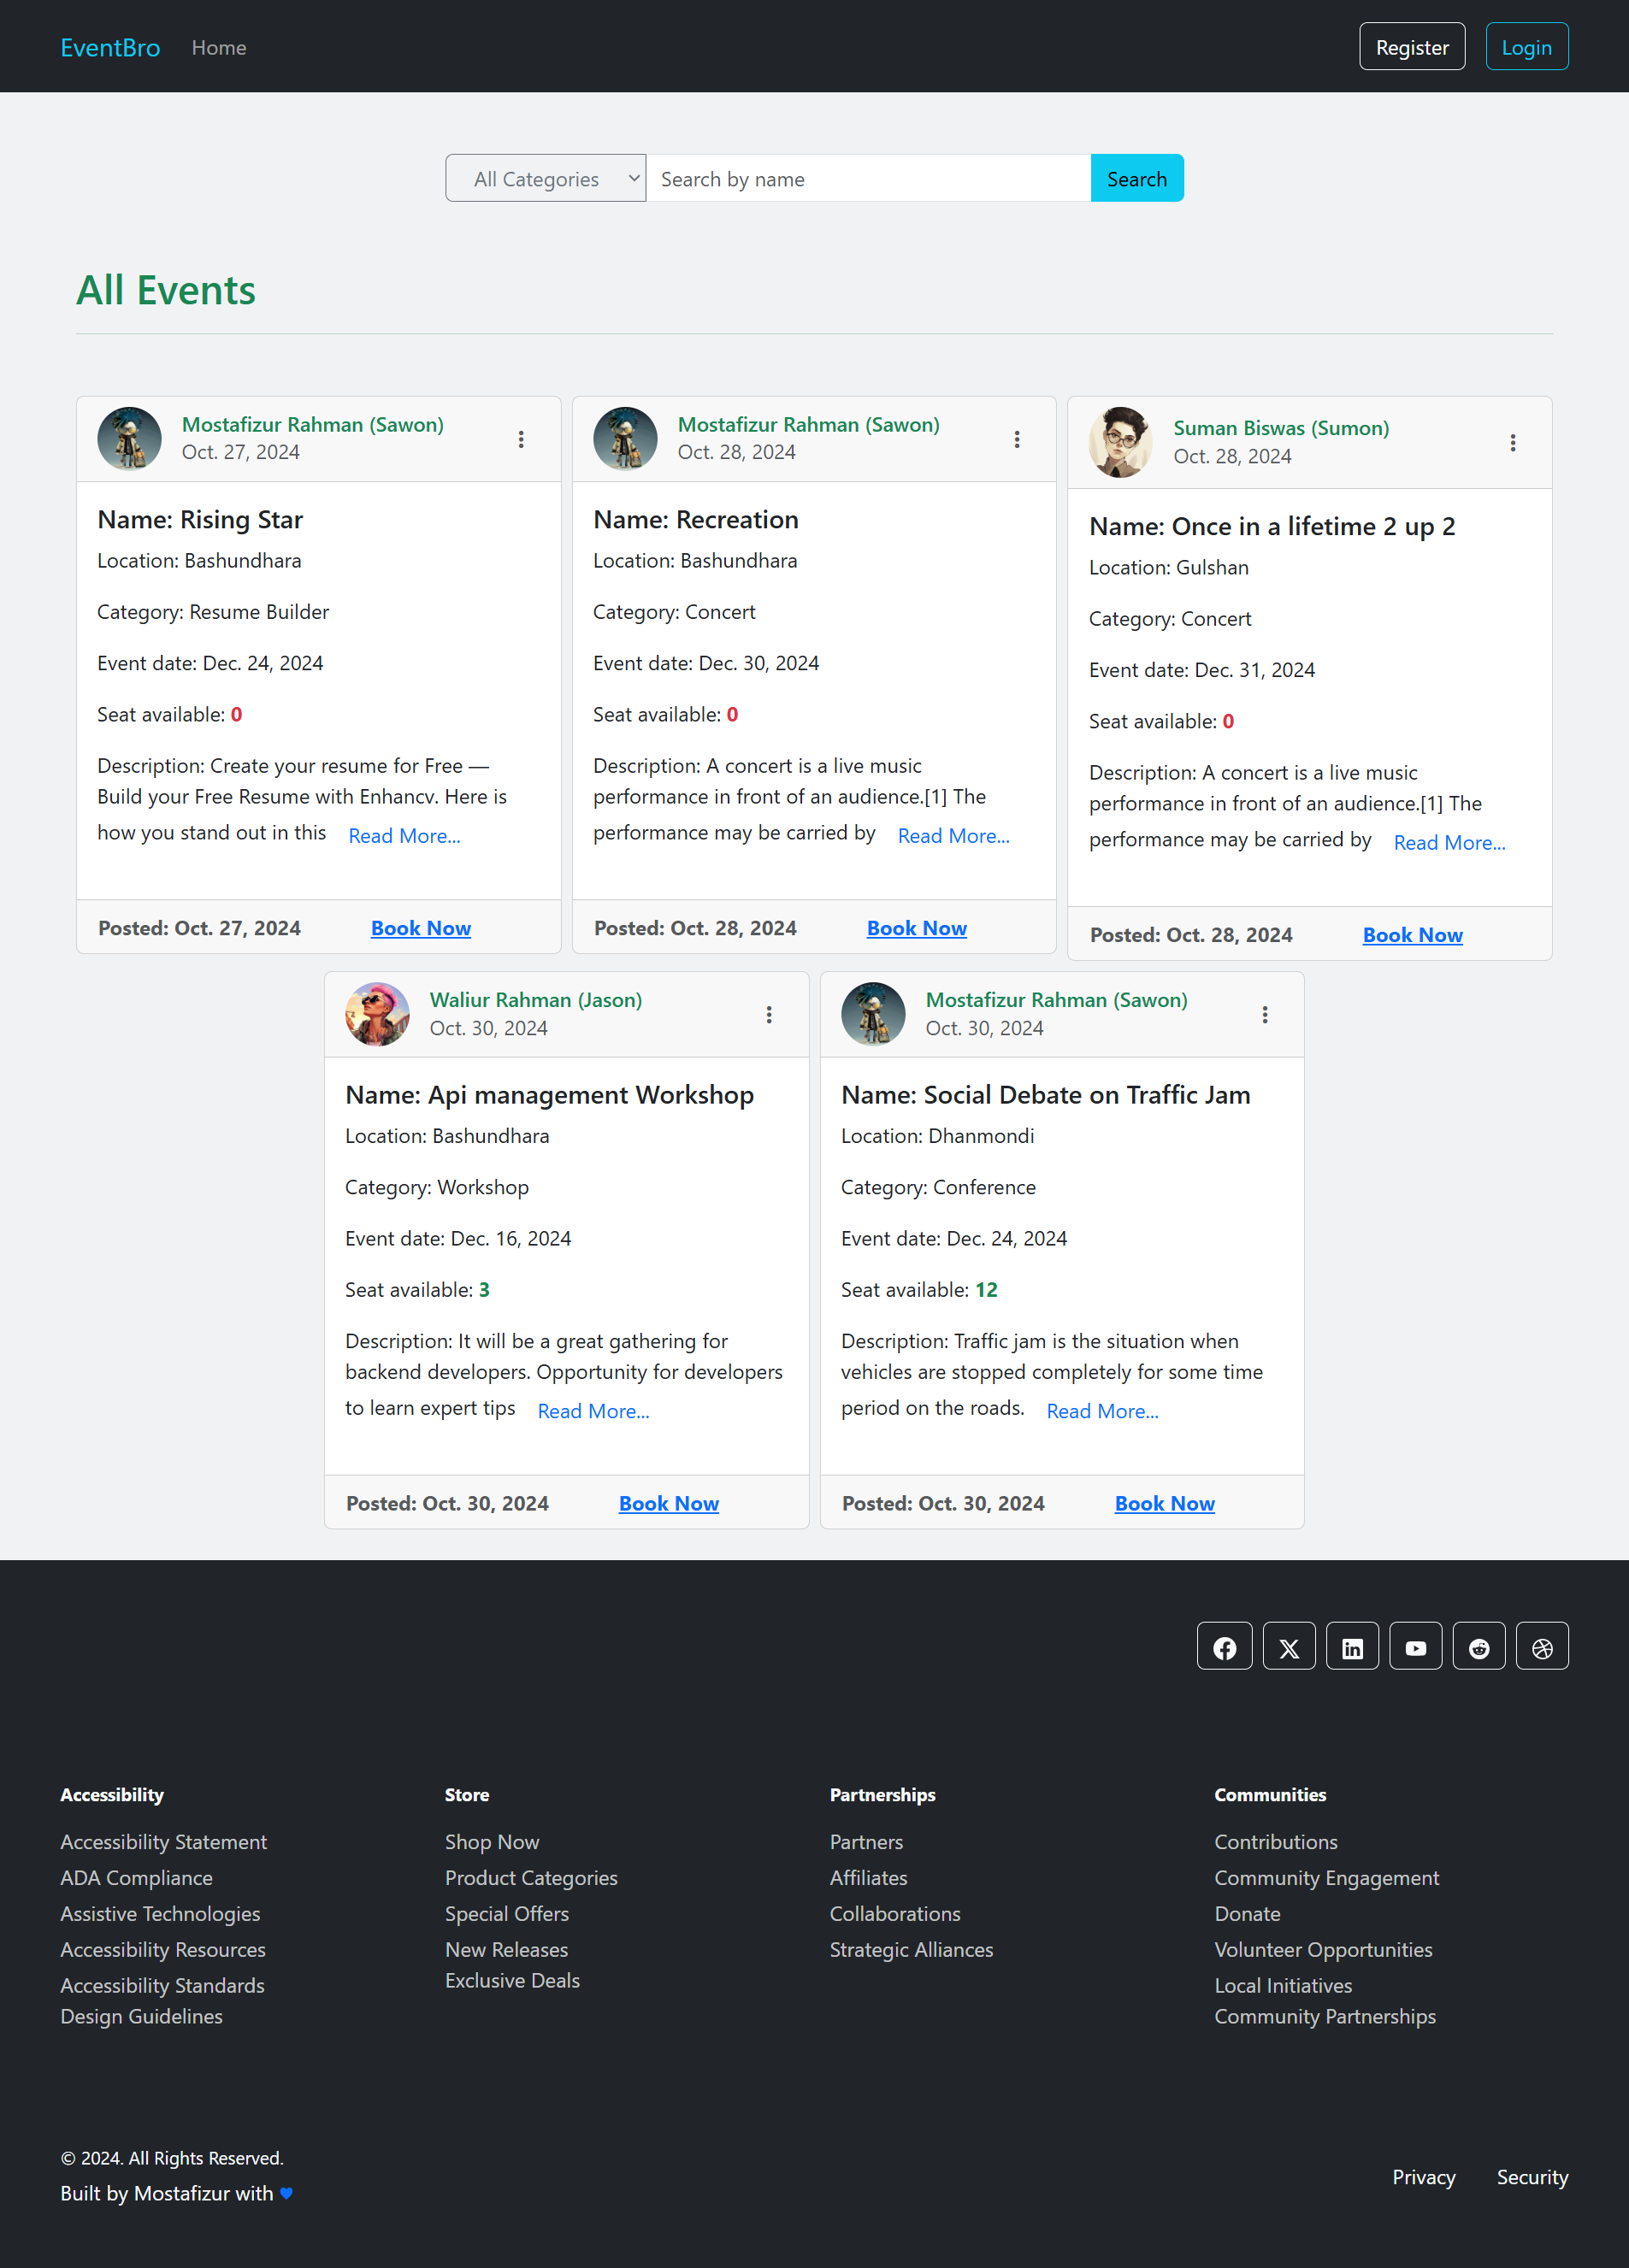 EventBro Home Register Login
All Categories Search by name Search
All Events
Mostafizur Rahman (Sawon)
Oct. 27, 2024
Name: Rising Star
Location: Bashundhara
Category: Resume Builder
Event date: Dec. 24, 2024
Seat available: 0
Description: Create your resume for Free —
Build your Free Resume with Enhancv. Here is
how you stand out in this Read More...
Posted: Oct. 27, 2024 Book Now
Mostafizur Rahman (Sawon)
Oct. 28, 2024
Name: Recreation
Location: Bashundhara
Category: Concert
Event date: Dec. 30, 2024
Seat available: 0
Description: A concert is a live music
performance in front of an audience.[1] The
performance may be carried by Read More...
Posted: Oct. 28, 2024 Book Now
Suman Biswas (Sumon)
Oct. 28, 2024
Name: Once in a lifetime 2 up 2
Location: Gulshan
Category: Concert
Event date: Dec. 31, 2024
Seat available: 0
Description: A concert is a live music
performance in front of an audience.[1] The
performance may be carried by Read More...
Posted: Oct. 28, 2024 Book Now
Waliur Rahman (Jason)
Oct. 30, 2024
Name: Api management Workshop
Location: Bashundhara
Category: Workshop
Event date: Dec. 16, 2024
Seat available: 3
Description: It will be a great gathering for
backend developers. Opportunity for developers
to learn expert tips Read More...
Posted: Oct. 30, 2024 Book Now
Mostafizur Rahman (Sawon)
Oct. 30, 2024
Name: Social Debate on Traffic Jam
Location: Dhanmondi
Category: Conference
Event date: Dec. 24, 2024
Seat available: 12
Description: Traffic jam is the situation when
vehicles are stopped completely for some time
period on the roads. Read More...
Posted: Oct. 30, 2024 Book Now
Accessibility
Accessibility Statement
ADA Compliance
Assistive Technologies
Accessibility Resources
Accessibility Standards
Design Guidelines
Store
Shop Now
Product Categories
Special Offers
New Releases
Exclusive Deals
Partnerships
Partners
Affiliates
Collaborations
Strategic Alliances
Communities
Contributions
Community Engagement
Donate
Volunteer Opportunities
Local Initiatives
Community Partnerships
© 2024. All Rights Reserved.
Built by Mostafizur with ♥
Privacy Security